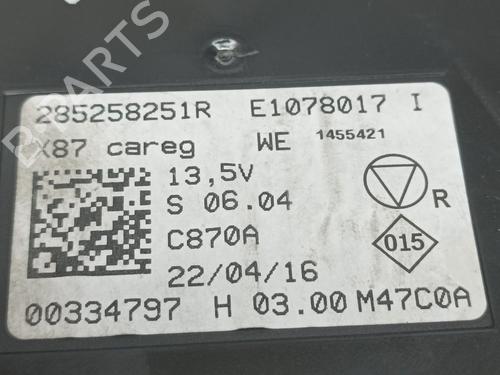 285258251R E1078017 I
X87 careg WE 1455421
13,5V
S 06.04
R
C870A
015
22/04/16
00334797 H 03.00 M47C0A
B-PARTS